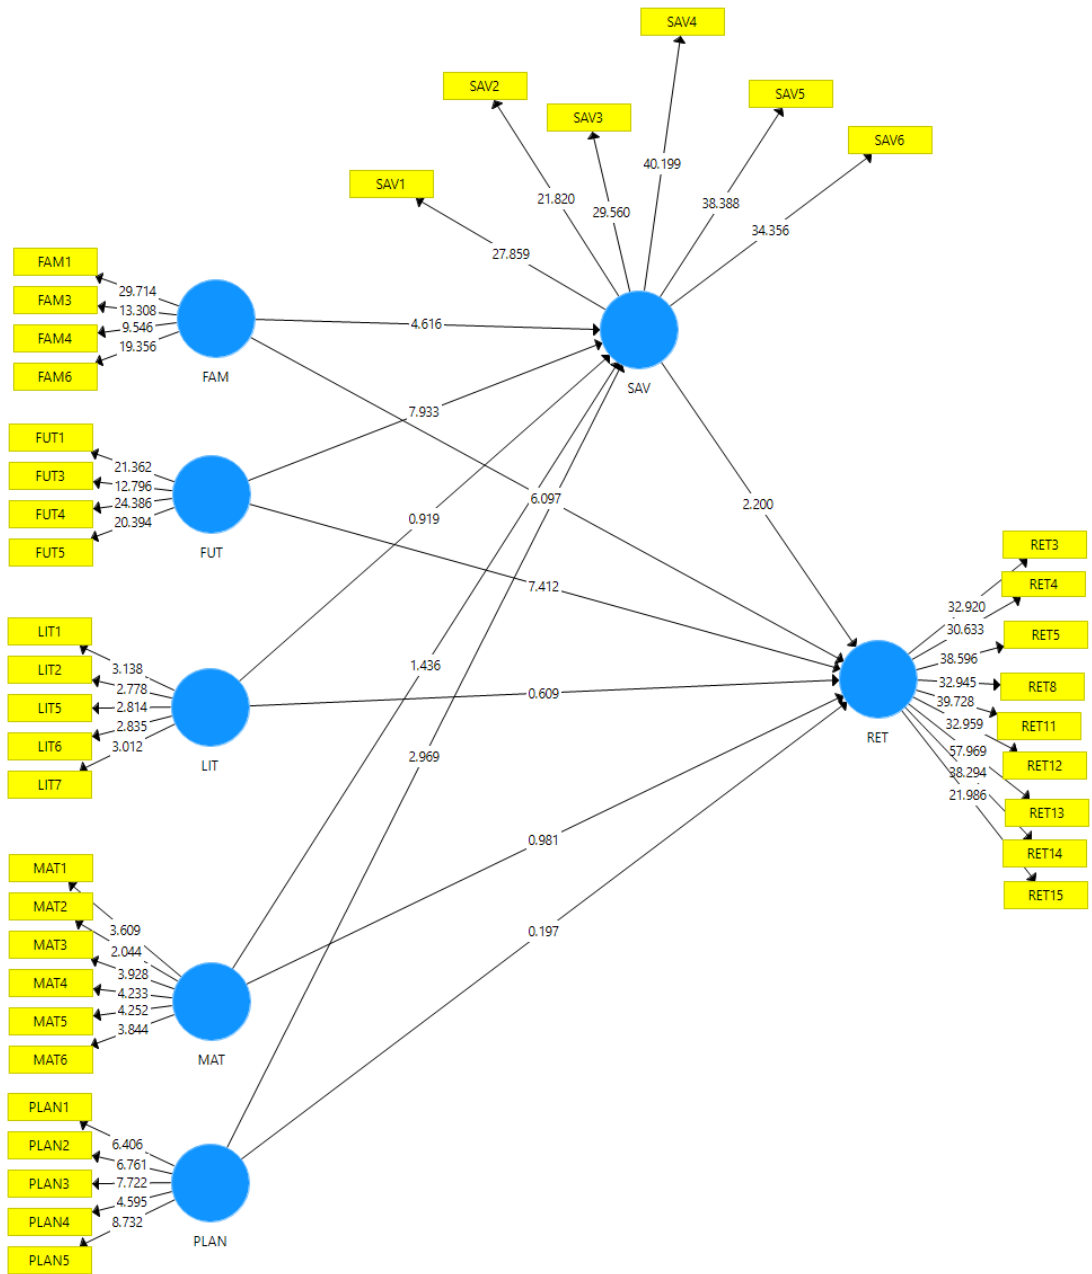 SAV4
SAV2
SAV5
SAV3
SAV6
SAV1
40.199
21.820
38.388
29.560
34.356
27.859
FAM1
FAM3
FAM4
FAM6
29.714
13.308
9.546
19.356
FAM
4.616
SAV
FUT1
FUT3
FUT4
FUT5
21.362
12.796
24.386
20.394
FUT
7.933
6.097
0.919
2.200
7.412
LIT1
LIT2
LIT5
LIT6
LIT7
3.138
2.778
2.814
2.835
3.012
LIT
1.436
0.609
2.969
RET
RET3
RET4
RET5
RET8
RET11
RET12
RET13
RET14
RET15
32.920
30.633
38.596
32.945
39.728
32.959
57.969
38.294
21.986
MAT1
MAT2
MAT3
MAT4
MAT5
MAT6
3.609
2.044
3.928
4.233
4.252
3.844
MAT
0.981
0.197
PLAN1
PLAN2
PLAN3
PLAN4
PLAN5
6.406
6.761
7.722
4.595
8.732
PLAN